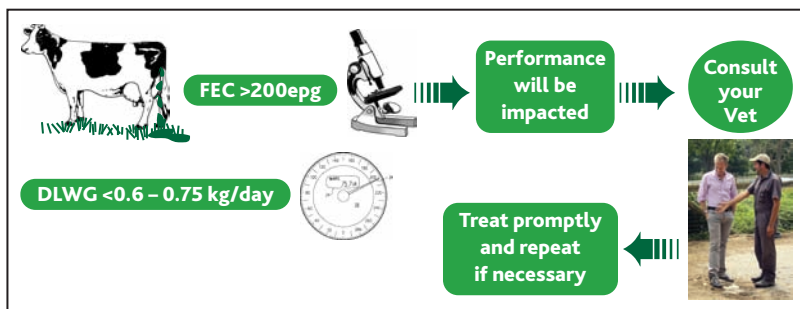 FEC >200epg
Performance
will be
impacted
Consult
your
Vet
DLWG <0.6 – 0.75 kg/day
Treat promptly
and repeat
if necessary